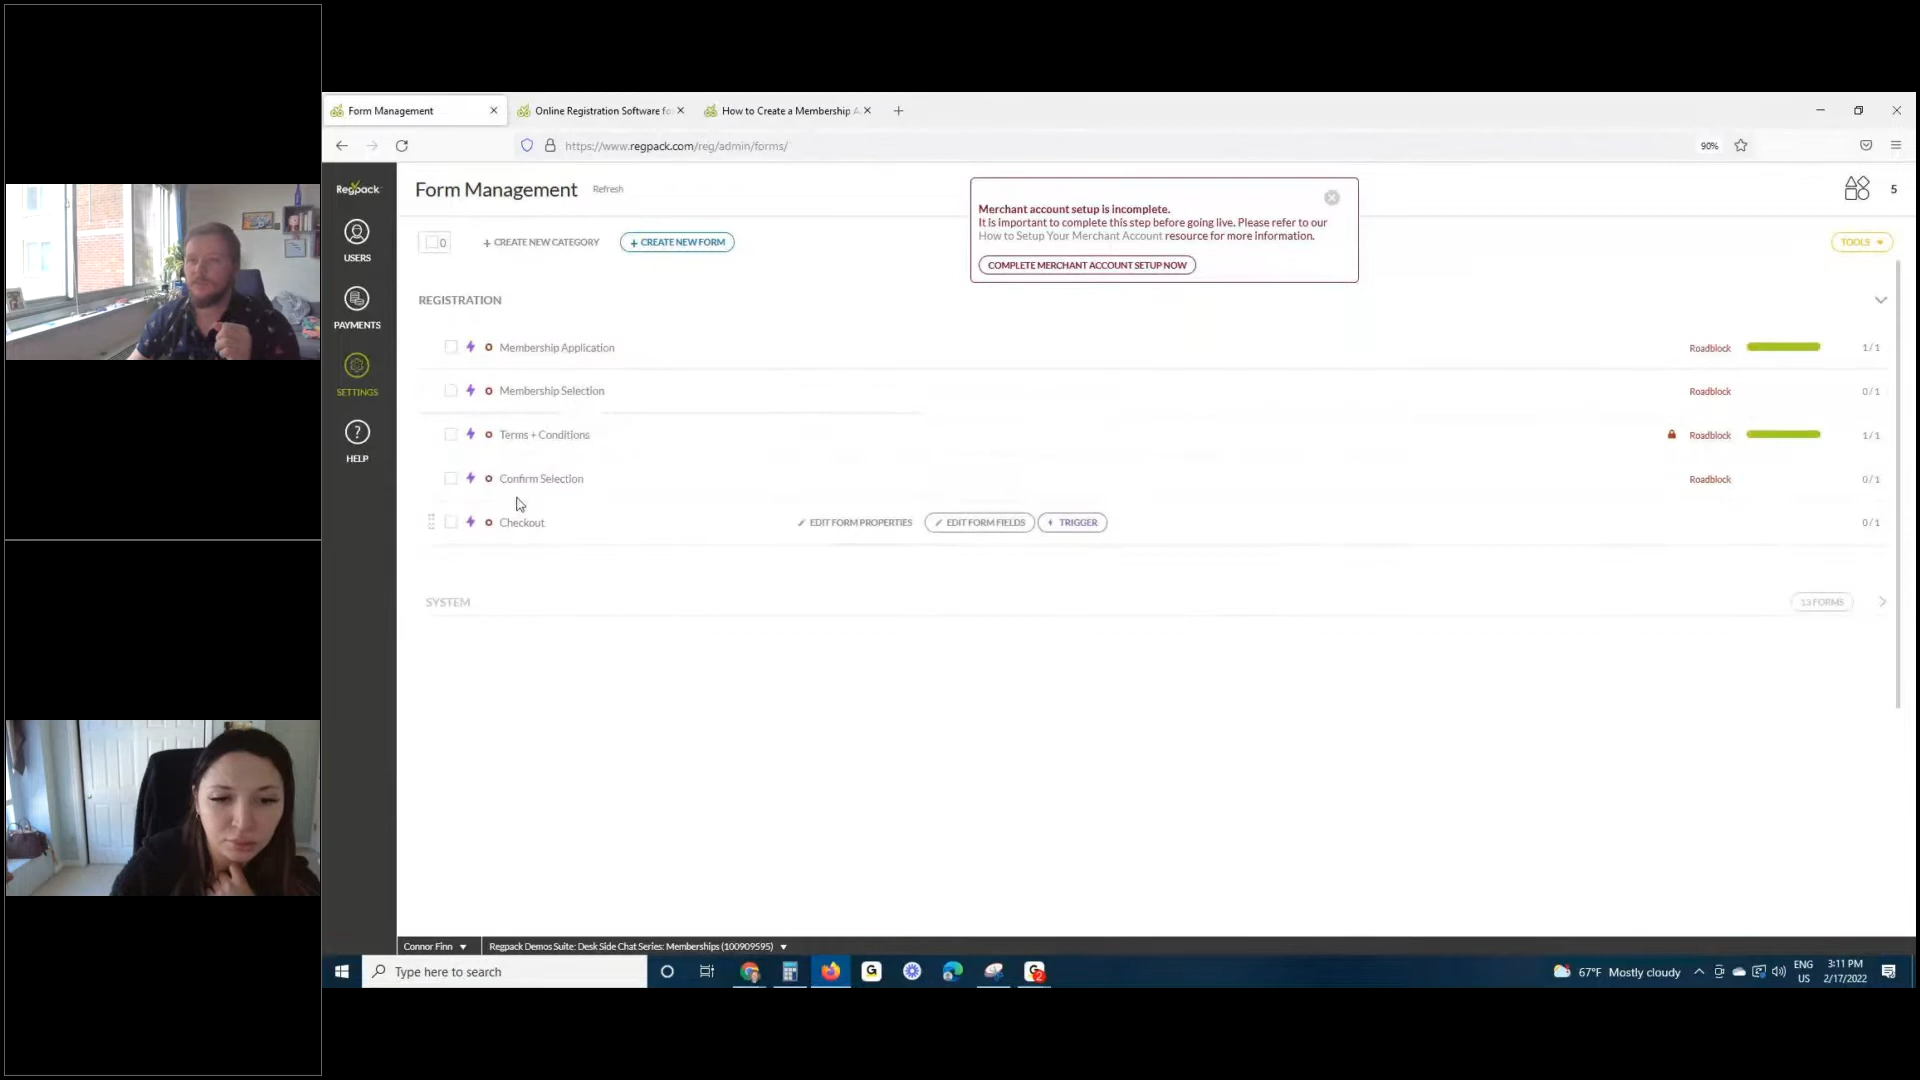 Form Management
Online Registration Software fo
How to Create a Membership A
https://www.regpack.com/reg/admin/forms/
90%
Regpack
Form Management
Refresh
5
Merchant account setup is incomplete.
It is important to complete this step before going live. Please refer to our
How to Setup Your Merchant Account resource for more information.
COMPLETE MERCHANT ACCOUNT SETUP NOW
0
+ CREATE NEW CATEGORY
+ CREATE NEW FORM
TOOLS
USERS
PAYMENTS
SETTINGS
HELP
REGISTRATION
Membership Application
Roadblock
1/1
Membership Selection
Roadblock
0/1
Terms + Conditions
Roadblock
1/1
Confirm Selection
Roadblock
0/1
Checkout
EDIT FORM PROPERTIES
EDIT FORM FIELDS
TRIGGER
0/1
SYSTEM
13 FORMS
Connor Finn
Regpack Demos Suite: Desk Side Chat Series: Memberships (100909595)
Type here to search
G
G
2
67°F Mostly cloudy
ENG
US
3:11 PM
2/17/2022